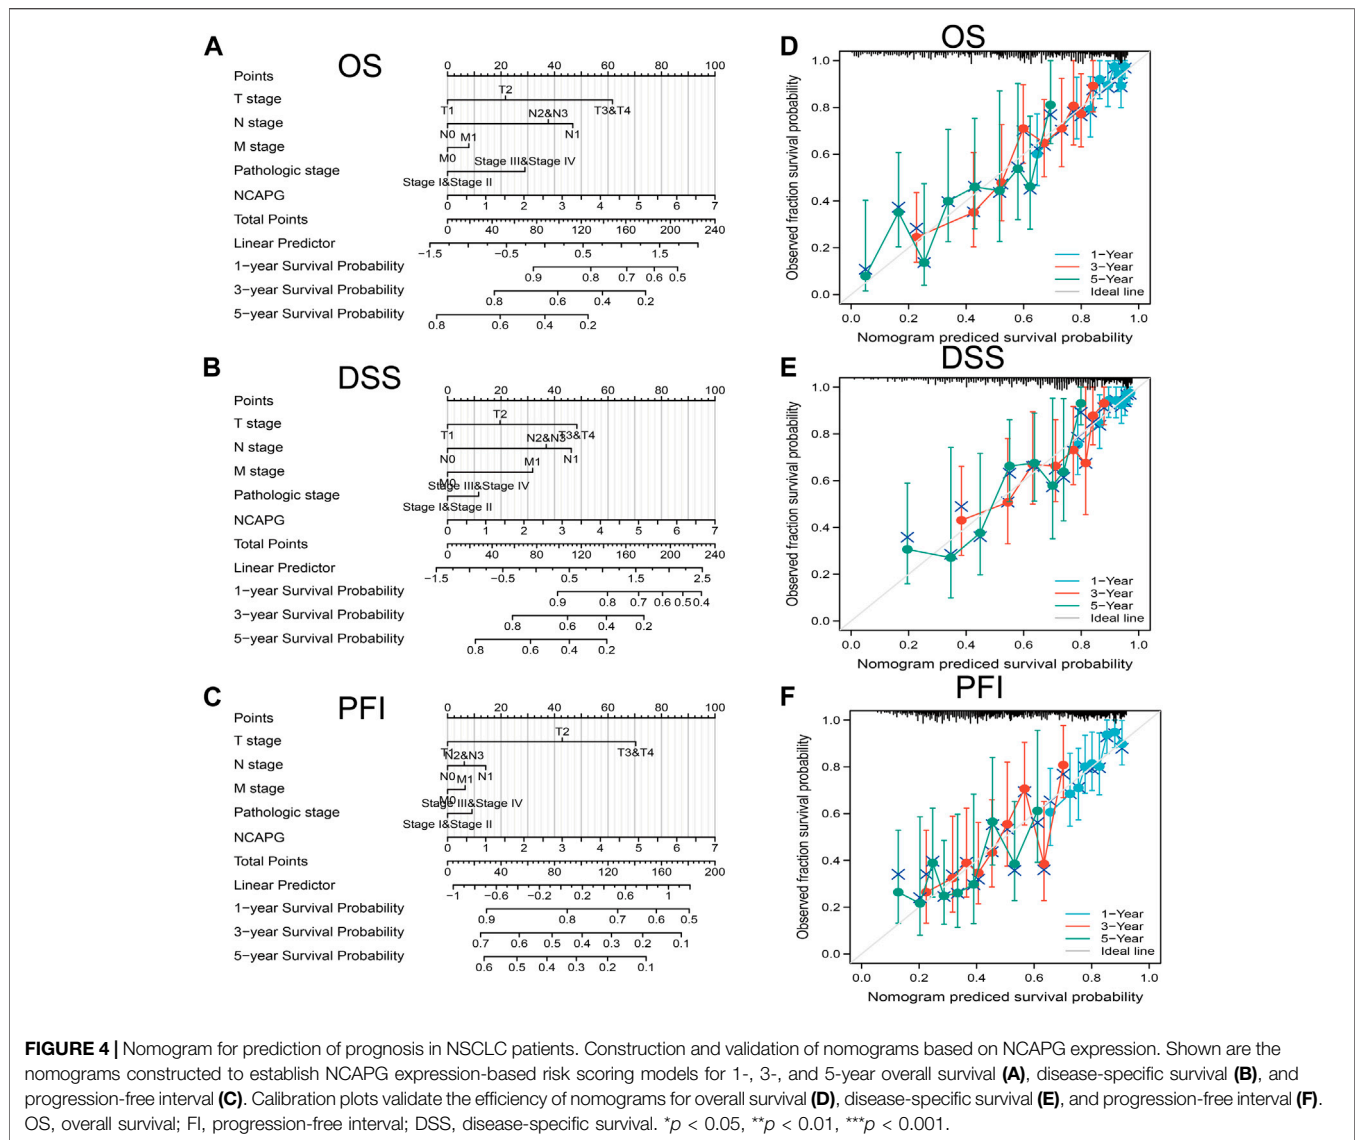 A
OS
Points
0 20 40 60 80 100
T stage
T1 T2 T3&T4
N stage
N0 N2&N3 N1
M stage
M0 M1
Pathologic stage
Stage I&Stage II Stage III&Stage IV
NCAPG
0 1 2 3 4 5 6 7
Total Points
0 40 80 120 160 200 240
Linear Predictor
−1.5 −0.5 0.5 1.5
1-year Survival Probability
0.9 0.8 0.7 0.6 0.5
3-year Survival Probability
0.8 0.6 0.4 0.2
5-year Survival Probability
0.8 0.6 0.4 0.2
B
DSS
Points
0 20 40 60 80 100
T stage
T1 T2 T3&T4
N stage
N0 N2&N3 N1
M stage
M0 M1
Pathologic stage
Stage I&Stage II Stage III&Stage IV
NCAPG
0 1 2 3 4 5 6 7
Total Points
0 40 80 120 160 200 240
Linear Predictor
−1.5 −0.5 0.5 1.5 2.5
1-year Survival Probability
0.9 0.8 0.7 0.6 0.5 0.4
3-year Survival Probability
0.8 0.6 0.4 0.2
5-year Survival Probability
0.8 0.6 0.4 0.2
C
PFI
Points
0 20 40 60 80 100
T stage
T1 T2 T3&T4
N stage
N0 N2&N3 N1
M stage
M0 M1
Pathologic stage
Stage I&Stage II Stage III&Stage IV
NCAPG
0 1 2 3 4 5 6 7
Total Points
0 20 40 60 80 100 120 140 160 200
Linear Predictor
−1 −0.6 −0.2 0.2 0.6 1
1-year Survival Probability
0.9 0.8 0.7 0.6 0.5
3-year Survival Probability
0.7 0.6 0.5 0.4 0.3 0.2 0.1
5-year Survival Probability
0.6 0.5 0.4 0.3 0.2 0.1
D
OS
Observed fraction survival probability
1.0
0.8
0.6
0.4
0.2
0.0
1−Year
3−Year
5−Year
Ideal line
0.0 0.2 0.4 0.6 0.8 1.0
Nomogram prediced survival probability
E
DSS
Observed fraction survival probability
1.0
0.8
0.6
0.4
0.2
0.0
1−Year
3−Year
5−Year
Ideal line
0.0 0.2 0.4 0.6 0.8 1.0
Nomogram prediced survival probability
F
PFI
Observed fraction survival probability
1.0
0.8
0.6
0.4
0.2
0.0
1−Year
3−Year
5−Year
Ideal line
0.0 0.2 0.4 0.6 0.8 1.0
Nomogram prediced survival probability
FIGURE 4 | Nomogram for prediction of prognosis in NSCLC patients. Construction and validation of nomograms based on NCAPG expression. Shown are the
nomograms constructed to establish NCAPG expression-based risk scoring models for 1-, 3-, and 5-year overall survival (A), disease-specific survival (B), and
progression-free interval (C). Calibration plots validate the efficiency of nomograms for overall survival (D), disease-specific survival (E), and progression-free interval (F).
OS, overall survival; FI, progression-free interval; DSS, disease-specific survival. *p < 0.05, **p < 0.01, ***p < 0.001.